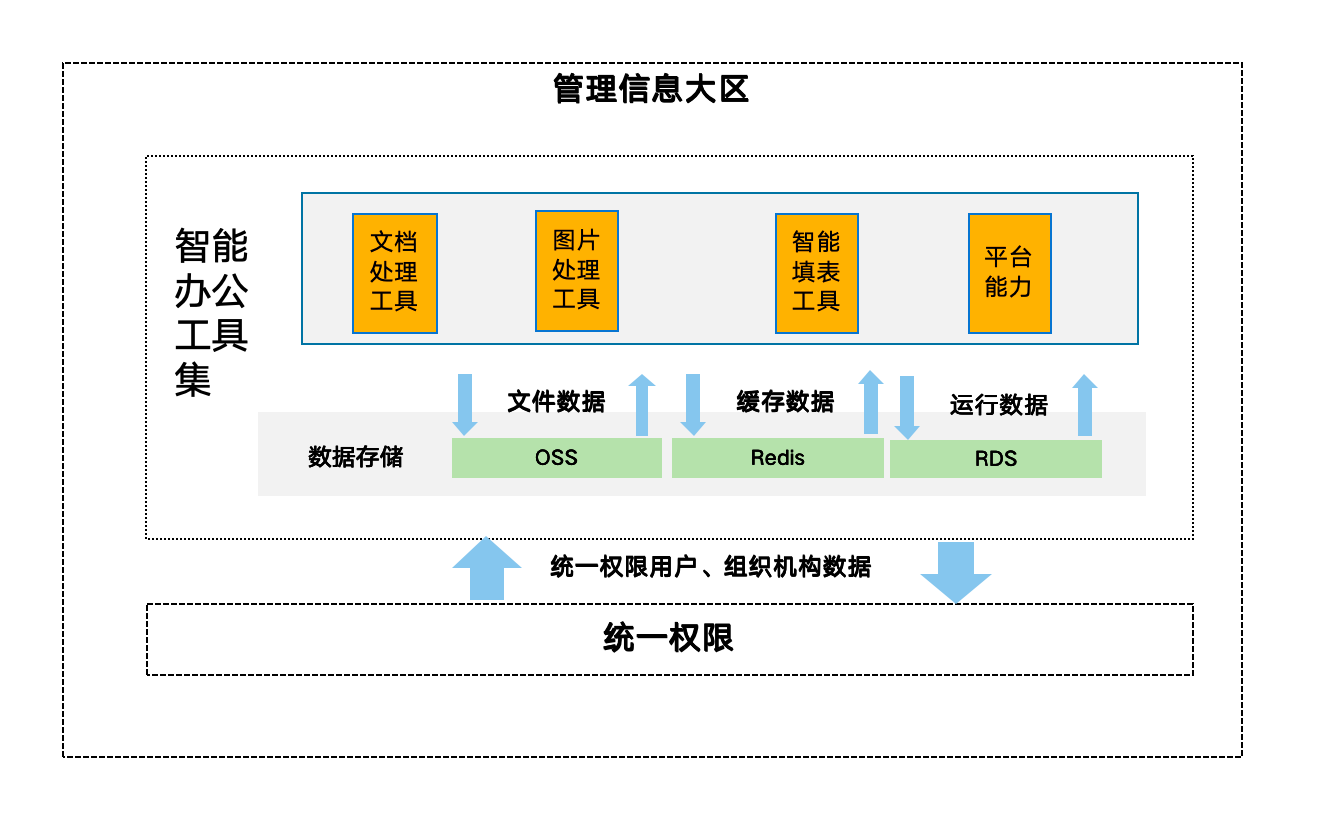 管理信息大区
智能
办公
工具
集
文档
处理
工具
图片
处理
工具
智能
填表
工具
平台
能力
文件数据
缓存数据
运行数据
数据存储
OSS
Redis
RDS
统一权限用户、组织机构数据
统一权限